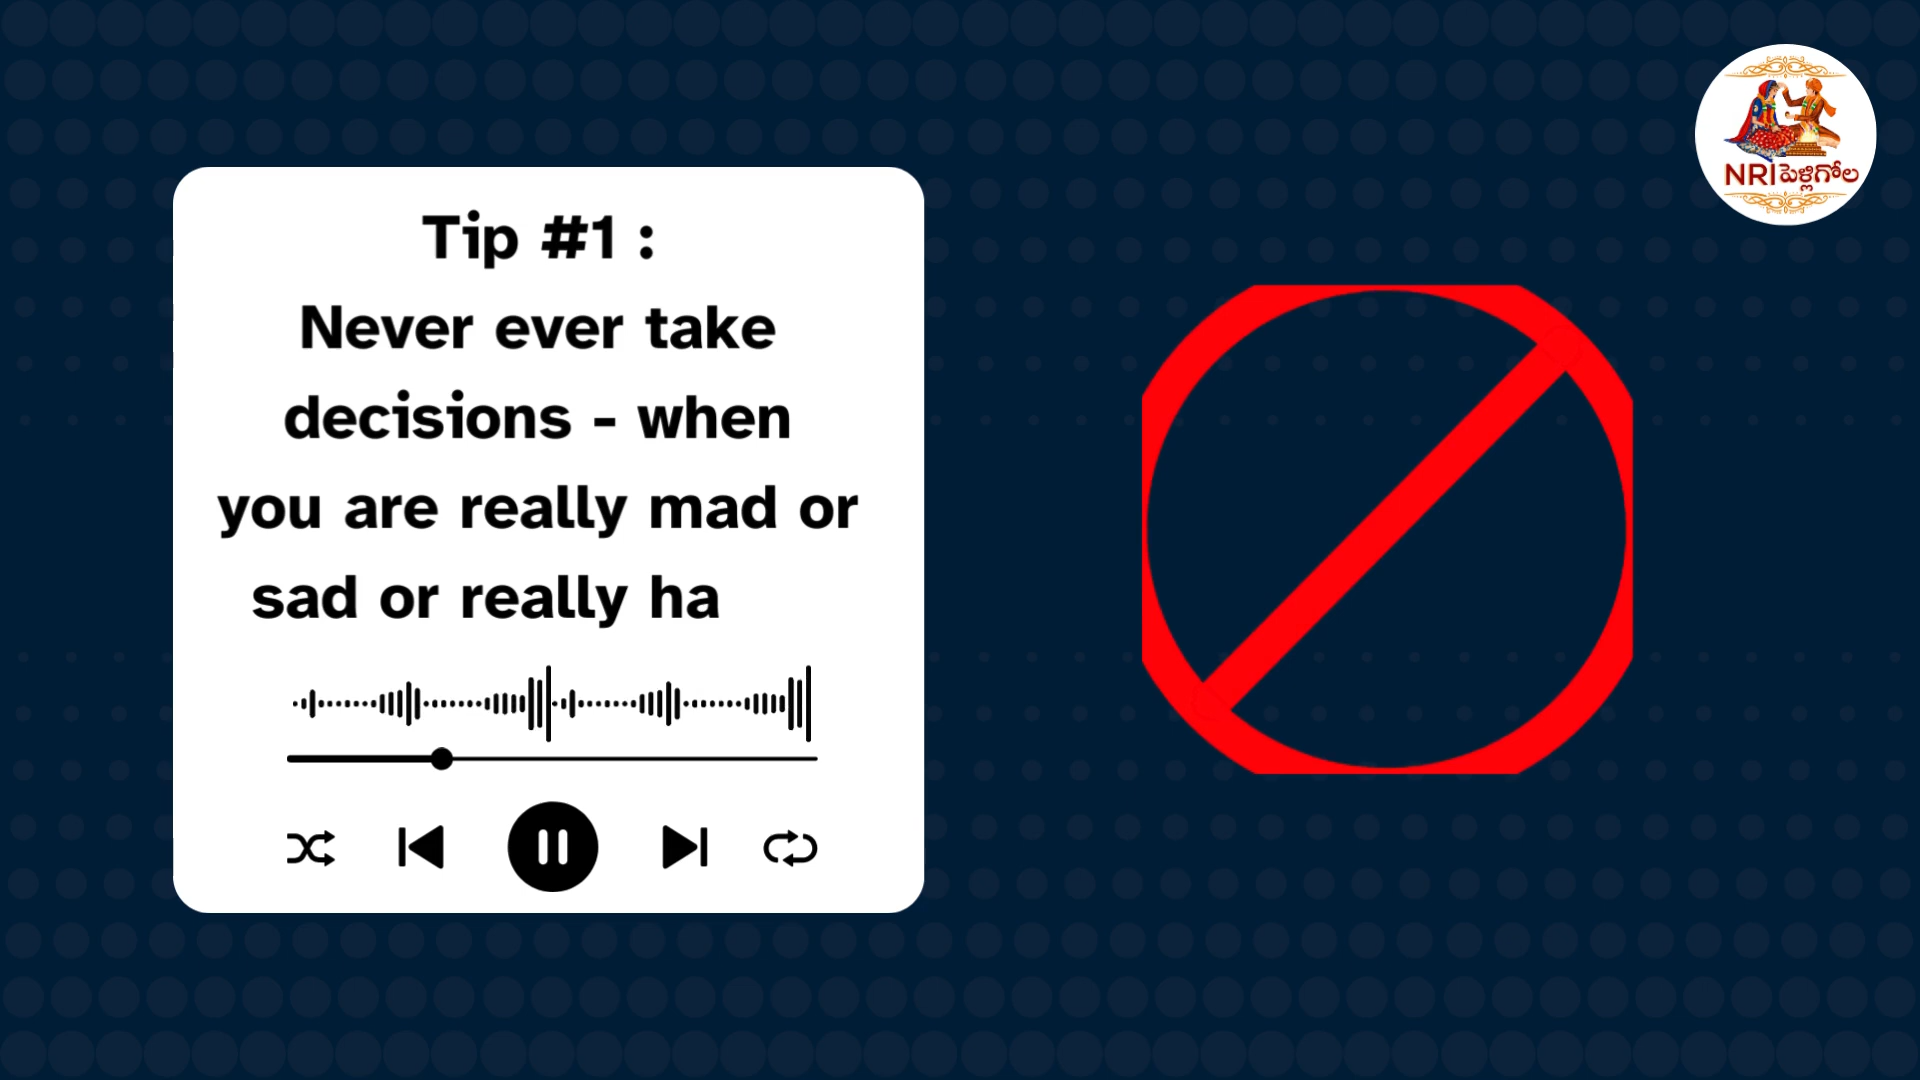 Tip #1 :
Never ever take
decisions - when
you are really mad or
sad or really ha
NRI పెళ్లిగోల